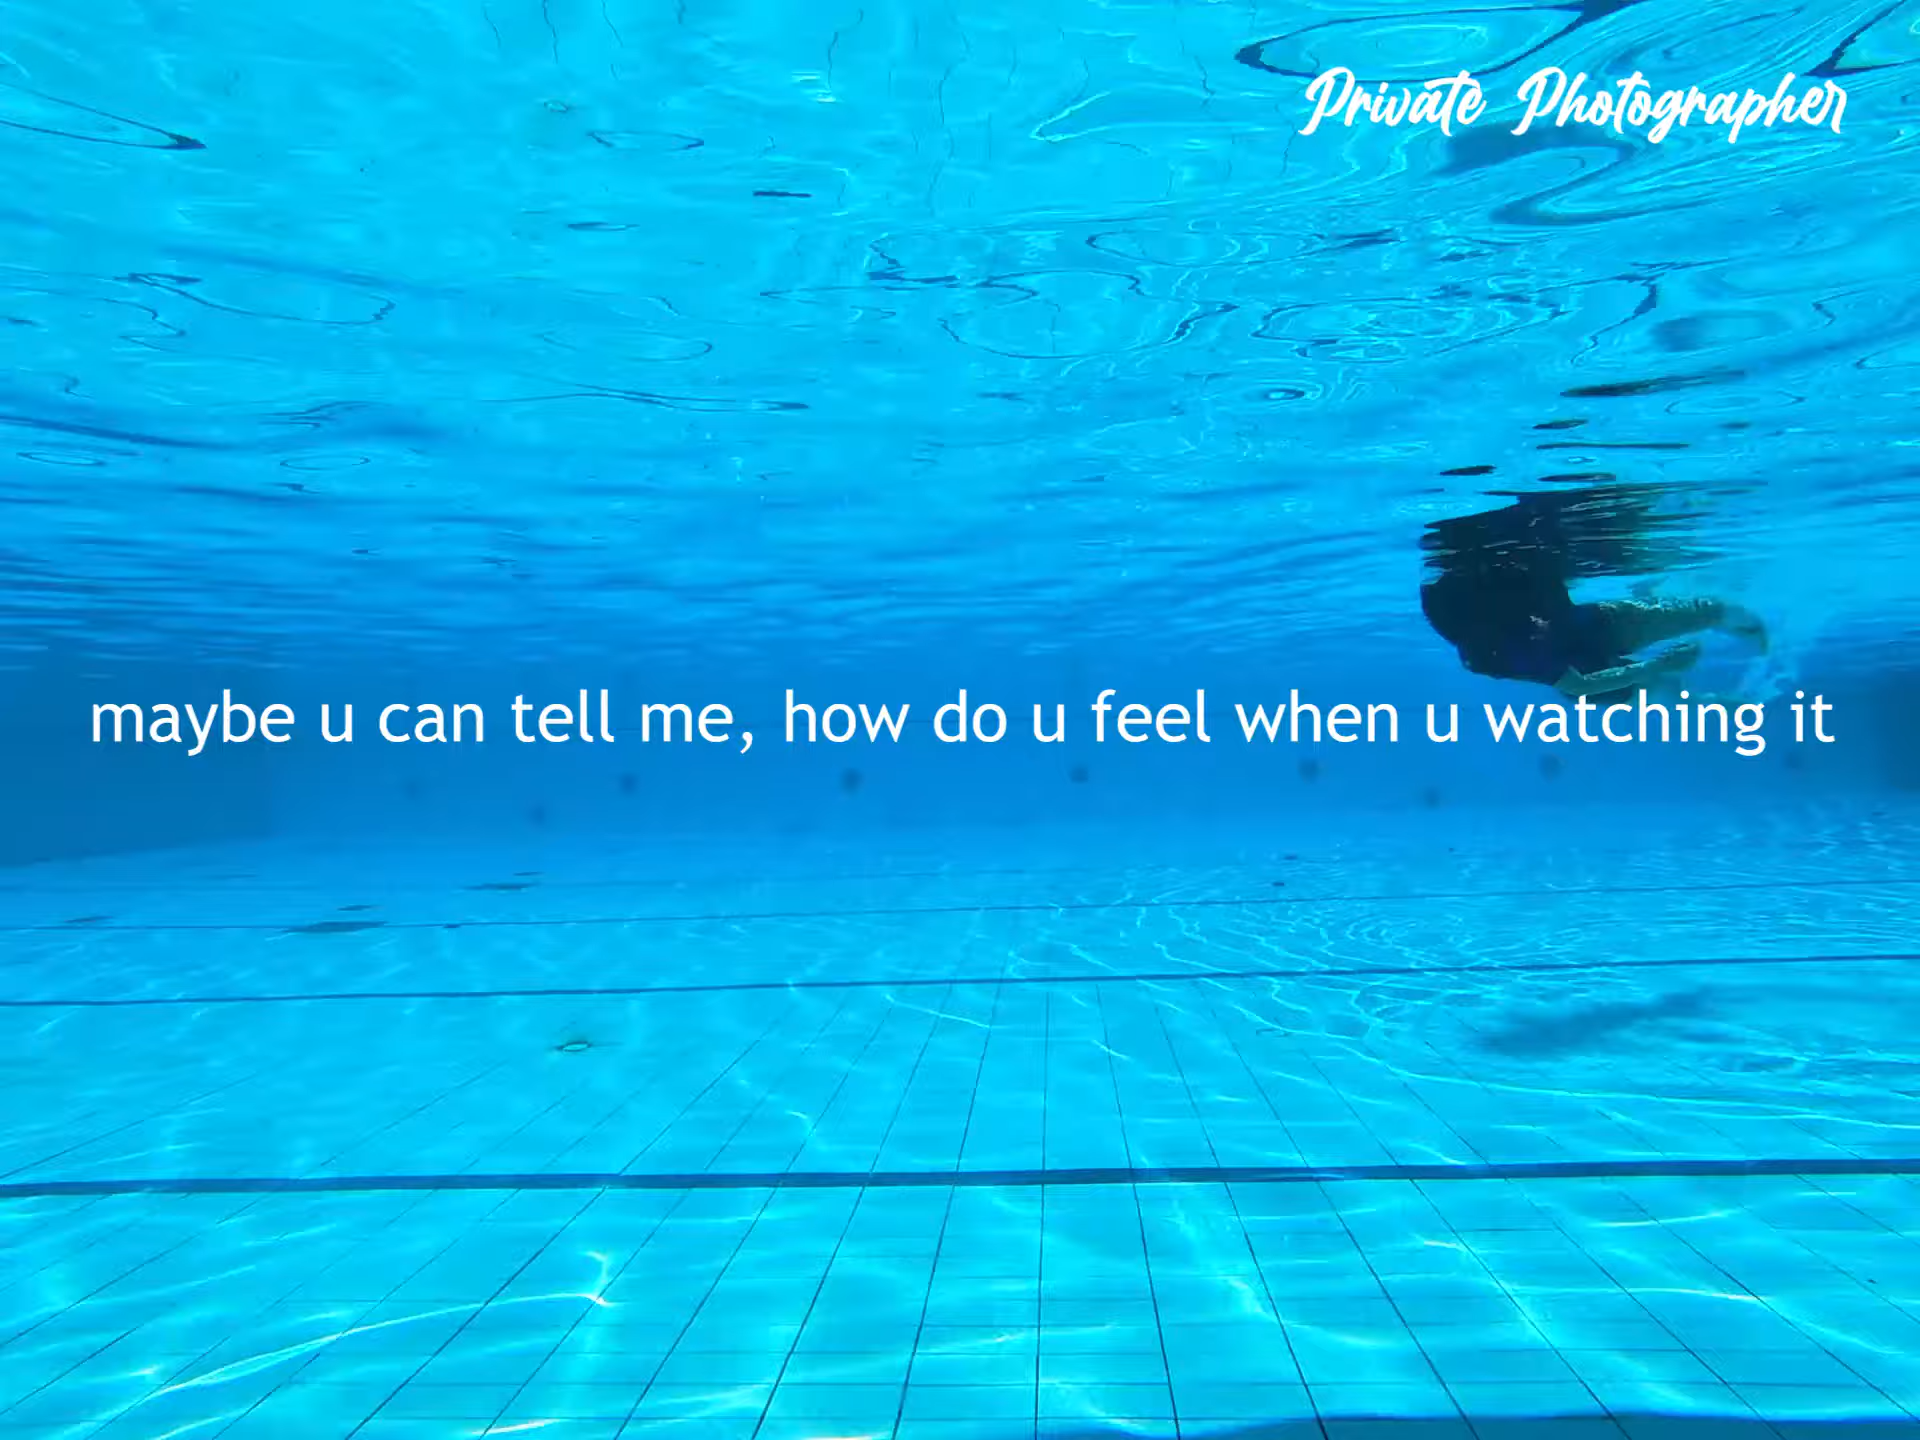 Private Photographer
maybe u can tell me, how do u feel when u watching it